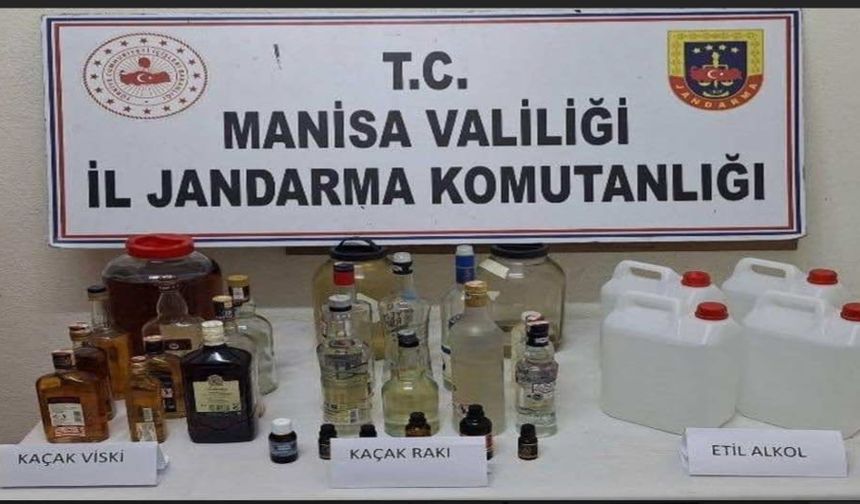 T.C.
MANİSA VALİLİĞİ
İL JANDARMA KOMUTANLIĞI
JANDARMA
KAÇAK VİSKİ
KAÇAK RAKI
ETİL ALKOL